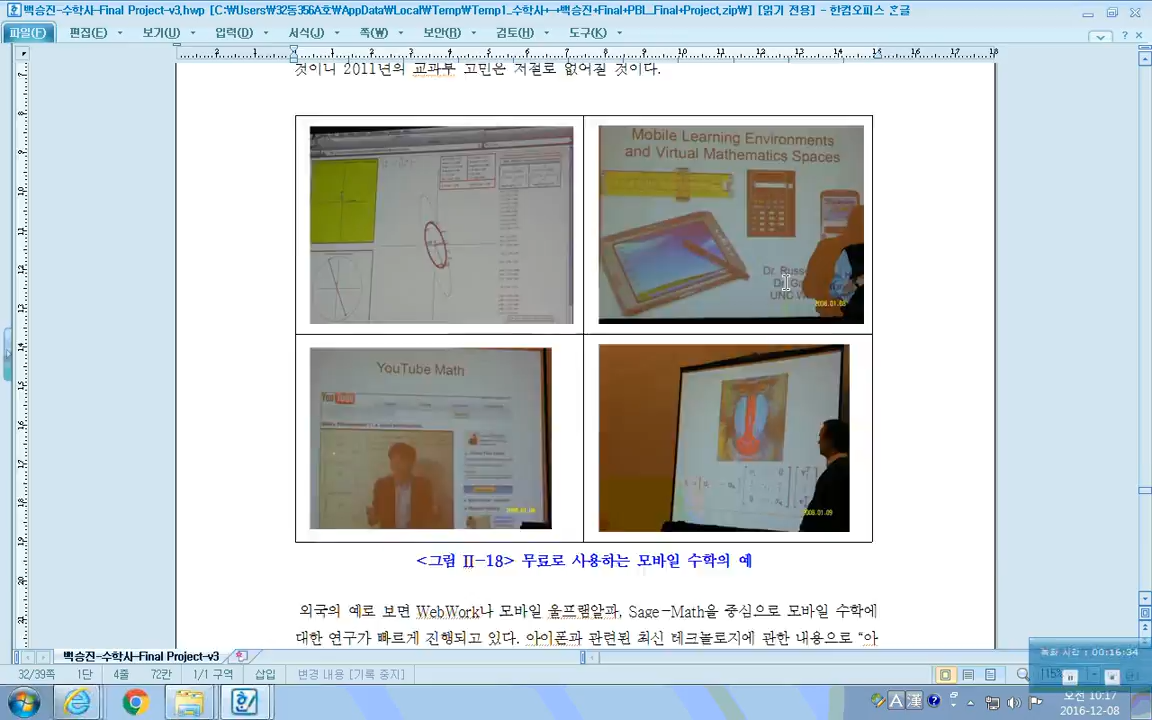 백승진-수학사-Final Project-v3.hwp [C:₩Users₩32동356A호₩AppData₩Local₩Temp₩Temp1_수학사+-+백승진+Final+PBL_Final+Project.zip₩] [읽기 전용] - 한컴오피스 한글
파일(F) 편집(E) 보기(U) 입력(D) 서식(J) 쪽(W) 보안(R) 검토(H) 도구(K)
것이니 2011년의 교과부 고민은 저절로 없어질 것이다.
Mobile Learning Environments
and Virtual Mathematics Spaces
2008.01.08
YouTube Math
2008.01.09
<그림 Ⅱ-18> 무료로 사용하는 모바일 수학의 예
외국의 예로 보면 WebWork나 모바일 울프램알파, Sage-Math을 중심으로 모바일 수학에
대한 연구가 빠르게 진행되고 있다. 아이폰과 관련된 최신 테크놀로지에 관한 내용으로 “아
백승진-수학사-Final Project-v3
녹화 시간 : 00:16:34
32/39쪽 1단 4줄 72칸 1/1 구역 삽입 변경 내용 [기록 중지]
A 漢
오전 10:17
2016-12-08